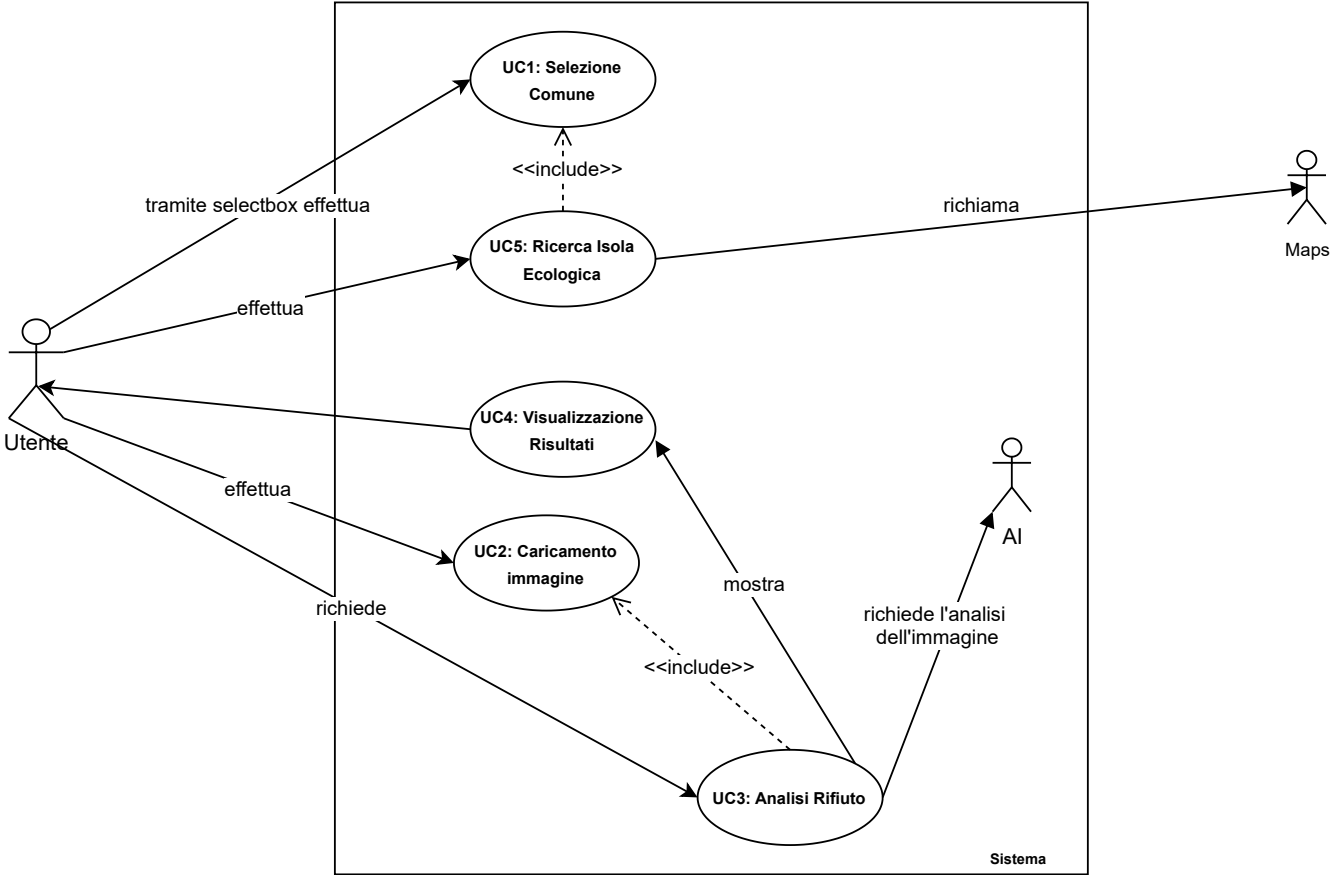 UC1: Selezione
Comune
<<include>>
tramite selectbox effettua
richiama
UC5: Ricerca Isola
Ecologica
Maps
effettua
UC4: Visualizzazione
Risultati
Utente
effettua
AI
UC2: Caricamento
immagine
mostra
richiede
richiede l'analisi
dell'immagine
<<include>>
UC3: Analisi Rifiuto
Sistema